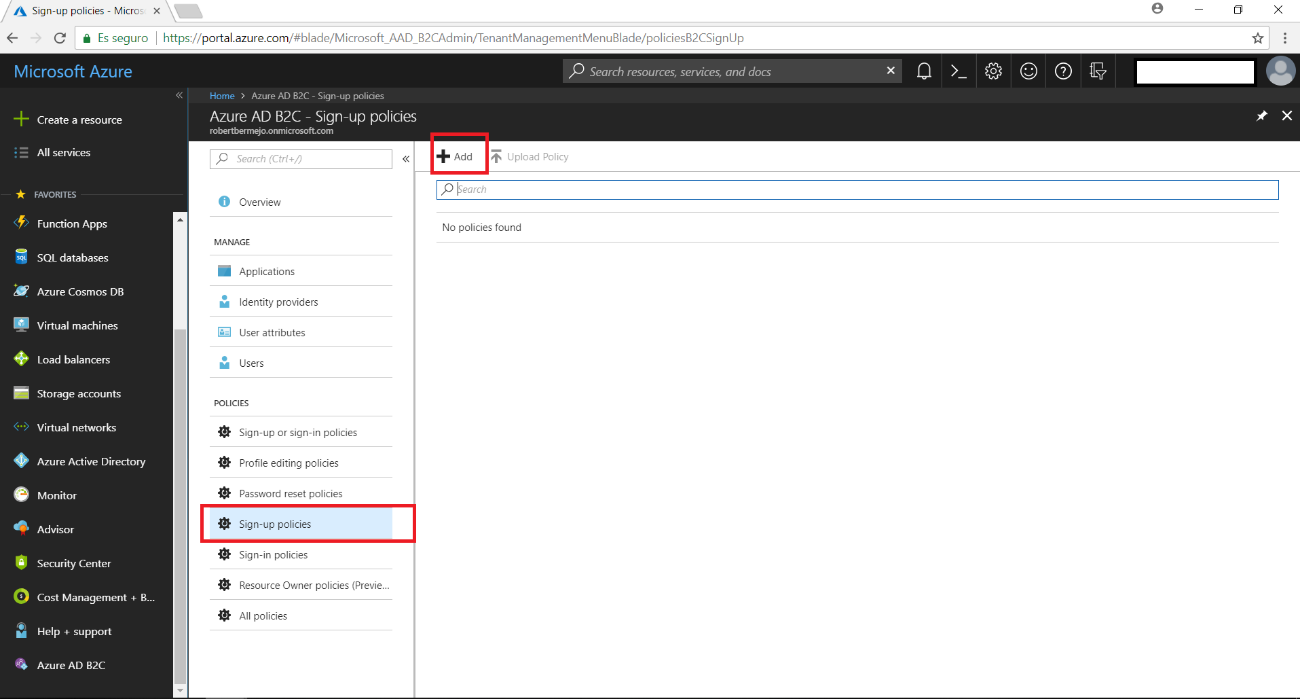 Sign-up policies - Micros
Es seguro
https://portal.azure.com/#blade/Microsoft_AAD_B2CAdmin/TenantManagementMenuBlade/policiesB2CSignUp
Microsoft Azure
Search resources, services, and docs
Home > Azure AD B2C - Sign-up policies
Azure AD B2C - Sign-up policies
robertbermejo.onmicrosoft.com
Create a resource
All services
FAVORITES
Function Apps
SQL databases
Azure Cosmos DB
Virtual machines
Load balancers
Storage accounts
Virtual networks
Azure Active Directory
Monitor
Advisor
Security Center
Cost Management + B...
Help + support
Azure AD B2C
Search (Ctrl+/)
Overview
MANAGE
Applications
Identity providers
User attributes
Users
POLICIES
Sign-up or sign-in policies
Profile editing policies
Password reset policies
Sign-up policies
Sign-in policies
Resource Owner policies (Previe...
All policies
Add
Upload Policy
Search
No policies found